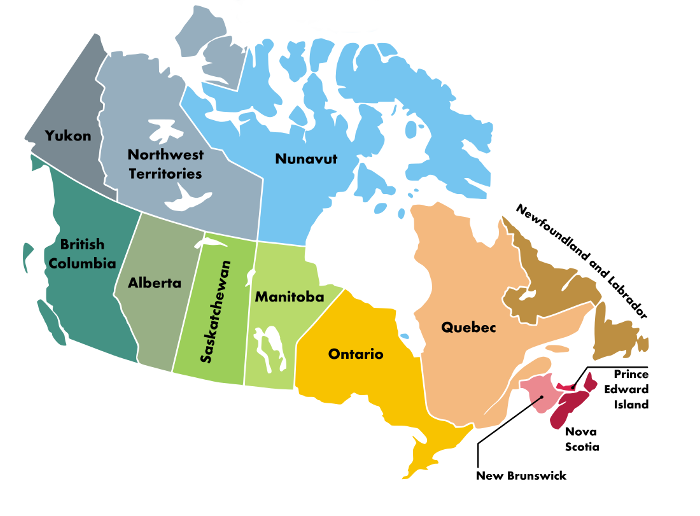 Yukon
Northwest
Territories
Nunavut
British
Columbia
Alberta
Saskatchewan
Manitoba
Ontario
Quebec
Newfoundland and Labrador
Prince
Edward
Island
Nova
Scotia
New Brunswick